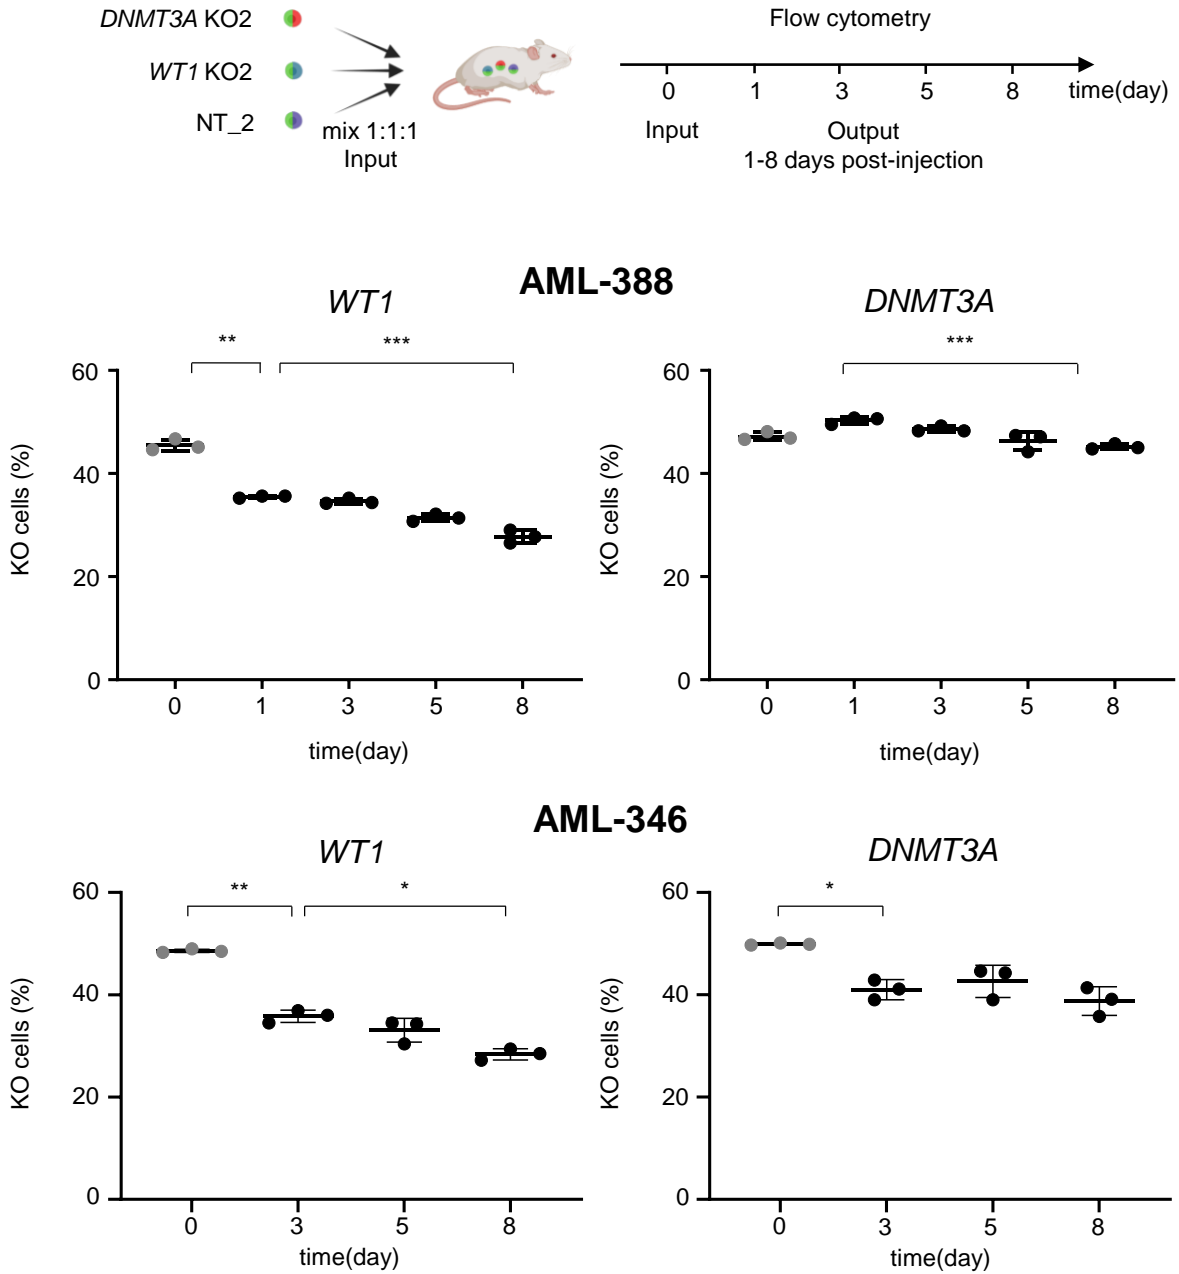 DNMT3A KO2
WT1 KO2
NT_2
mix 1:1:1
Input
Flow cytometry
0 1 3 5 8 time(day)
Input Output
1-8 days post-injection
AML-388
WT1
** ***
60
40
20
0
KO cells (%)
0 1 3 5 8
time(day)
DNMT3A
***
60
40
20
0
KO cells (%)
0 1 3 5 8
time(day)
AML-346
WT1
** *
60
40
20
0
KO cells (%)
0 3 5 8
time(day)
DNMT3A
*
60
40
20
0
KO cells (%)
0 3 5 8
time(day)